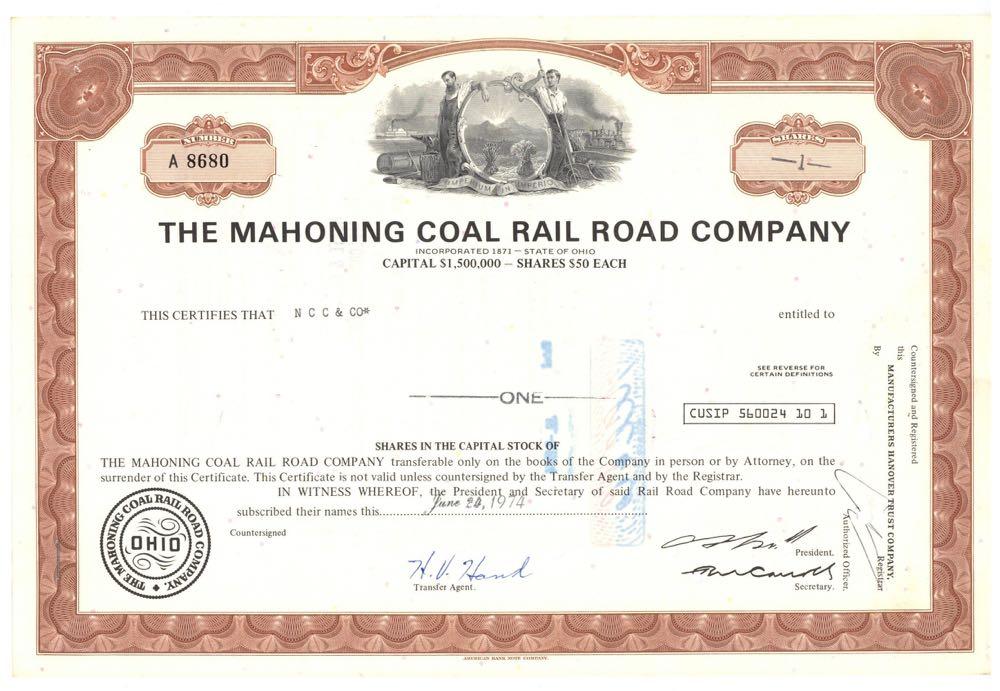 NUMBER
A 8680
SHARES
—1—
IMPERIUM IN IMPERIO
THE MAHONING COAL RAIL ROAD COMPANY
INCORPORATED 1871 — STATE OF OHIO
CAPITAL $1,500,000 — SHARES $50 EACH
THIS CERTIFIES THAT N C C & CO* entitled to
SEE REVERSE FOR
CERTAIN DEFINITIONS
ONE
CUSIP 560024 10 1
SHARES IN THE CAPITAL STOCK OF
THE MAHONING COAL RAIL ROAD COMPANY transferable only on the books of the Company in person or by Attorney, on the
surrender of this Certificate. This Certificate is not valid unless countersigned by the Transfer Agent and by the Registrar.
IN WITNESS WHEREOF, the President and Secretary of said Rail Road Company have hereunto
subscribed their names this June 1974
Countersigned
H. V. Hand
Transfer Agent.
President.
Secretary.
THE MAHONING COAL RAIL ROAD COMPANY.
OHIO
Countersigned and Registered
this
MANUFACTURERS HANOVER TRUST COMPANY,
Registrar
By
Authorized Officer.
AMERICAN BANK NOTE COMPANY.